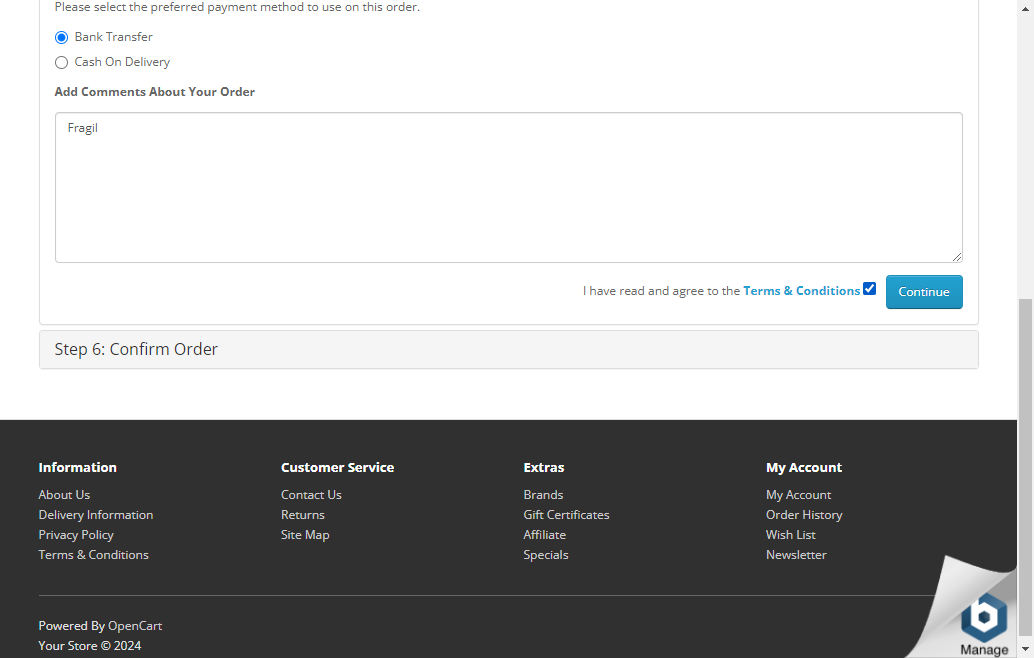 Please select the preferred payment method to use on this order.
Bank Transfer
Cash On Delivery
Add Comments About Your Order
Fragil
I have read and agree to the Terms & Conditions
Continue
Step 6: Confirm Order
Information
About Us
Delivery Information
Privacy Policy
Terms & Conditions
Customer Service
Contact Us
Returns
Site Map
Extras
Brands
Gift Certificates
Affiliate
Specials
My Account
My Account
Order History
Wish List
Newsletter
Powered By OpenCart
Your Store © 2024
Manage